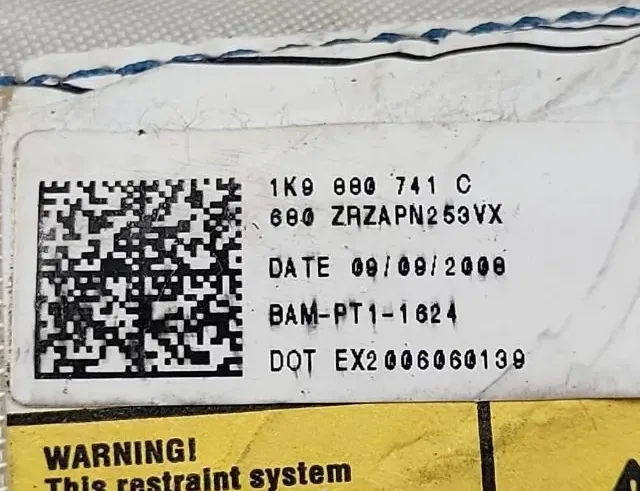 1K9 880 741 C
680 ZRZAPN253VX
DATE 09/09/2008
BAM-PT1-1624
DOT EX2006060139
WARNING!
This restraint system